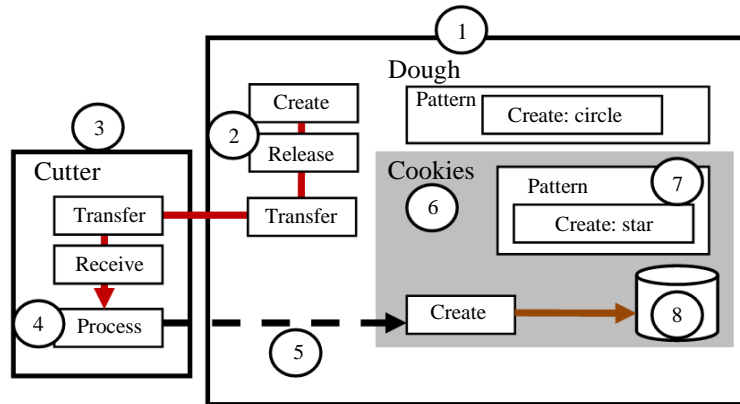 1
Dough
Create
Pattern
Create: circle
2
3
Release
Cutter
Cookies
Pattern
7
6
Transfer
Transfer
Create: star
Receive
4
Process
Create
8
5